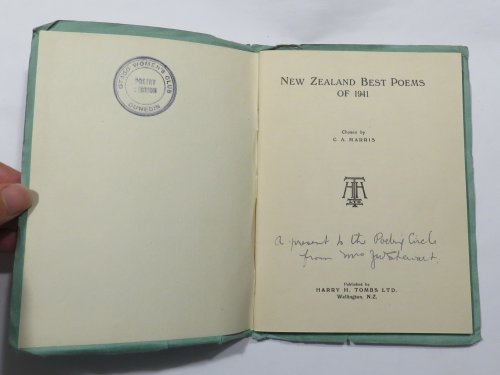 OTAGO WOMEN'S CLUB
POETRY
SECTION
DUNEDIN
NEW ZEALAND BEST POEMS
OF 1941
Chosen by
C. A. MARRIS
A present to the Poetry Circle
from Mrs J W Stewart.
Published by
HARRY H. TOMBS LTD.
Wellington, N.Z.